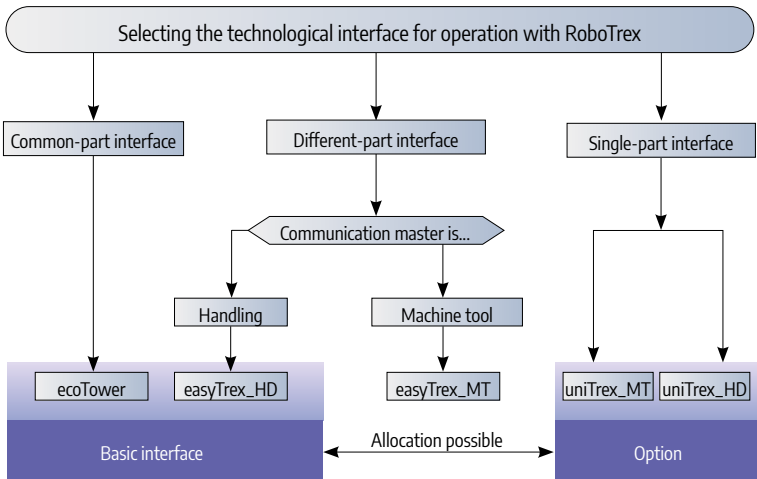 Selecting the technological interface for operation with RoboTrex
Common-part interface
Different-part interface
Single-part interface
Communication master is...
Handling
Machine tool
ecoTower
easyTrex_HD
easyTrex_MT
uniTrex_MT
uniTrex_HD
Basic interface
Allocation possible
Option